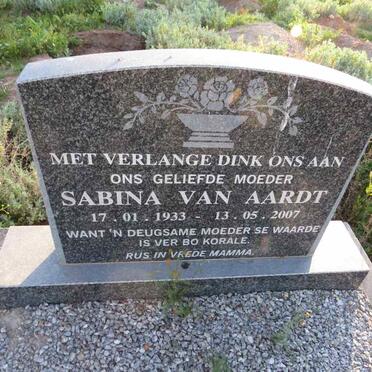 MET VERLANGE DINK ONS AAN
ONS GELIEFDE MOEDER
SABINA VAN AARDT
17 . 01 . 1933 - 13 . 05 . 2007
WANT 'N DEUGSAME MOEDER SE WAARDE
IS VER BO KORALE.
RUS IN VREDE MAMMA.